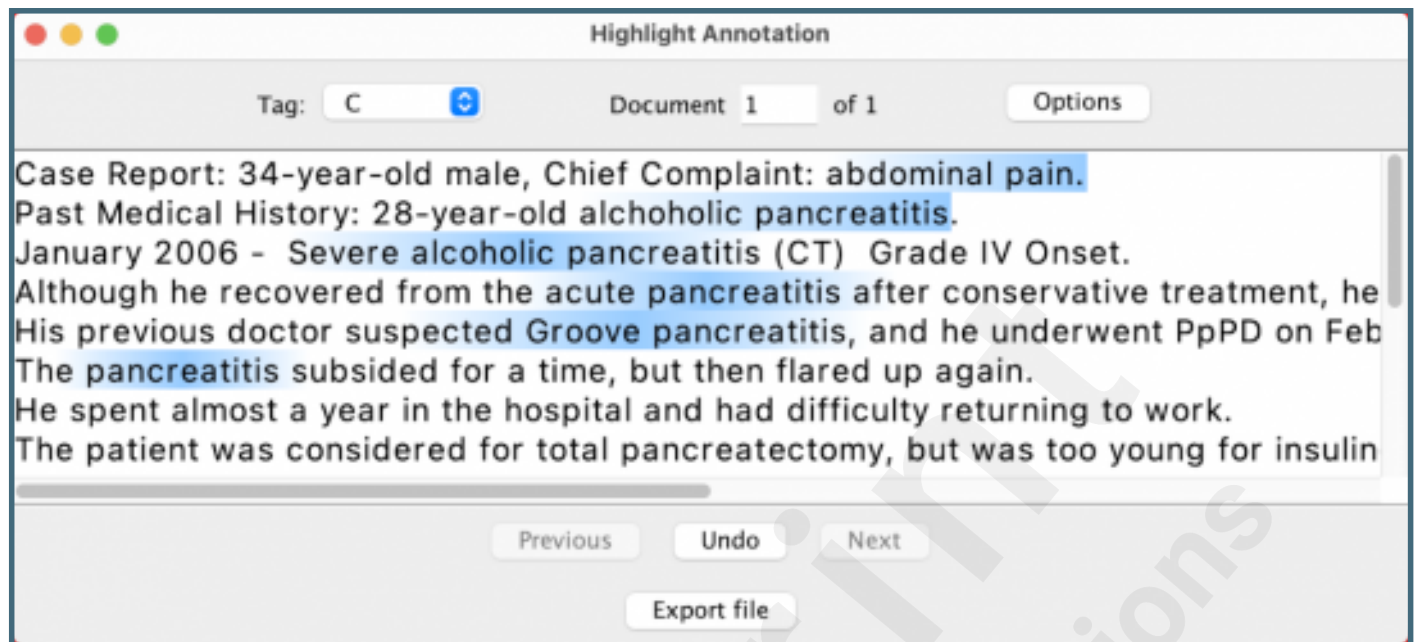 Highlight Annotation
Tag: C Document 1 of 1 Options
Case Report: 34-year-old male, Chief Complaint: abdominal pain.
Past Medical History: 28-year-old alchoholic pancreatitis.
January 2006 - Severe alcoholic pancreatitis (CT) Grade IV Onset.
Although he recovered from the acute pancreatitis after conservative treatment, he
His previous doctor suspected Groove pancreatitis, and he underwent PpPD on Feb
The pancreatitis subsided for a time, but then flared up again.
He spent almost a year in the hospital and had difficulty returning to work.
The patient was considered for total pancreatectomy, but was too young for insulin
Previous Undo Next
Export file